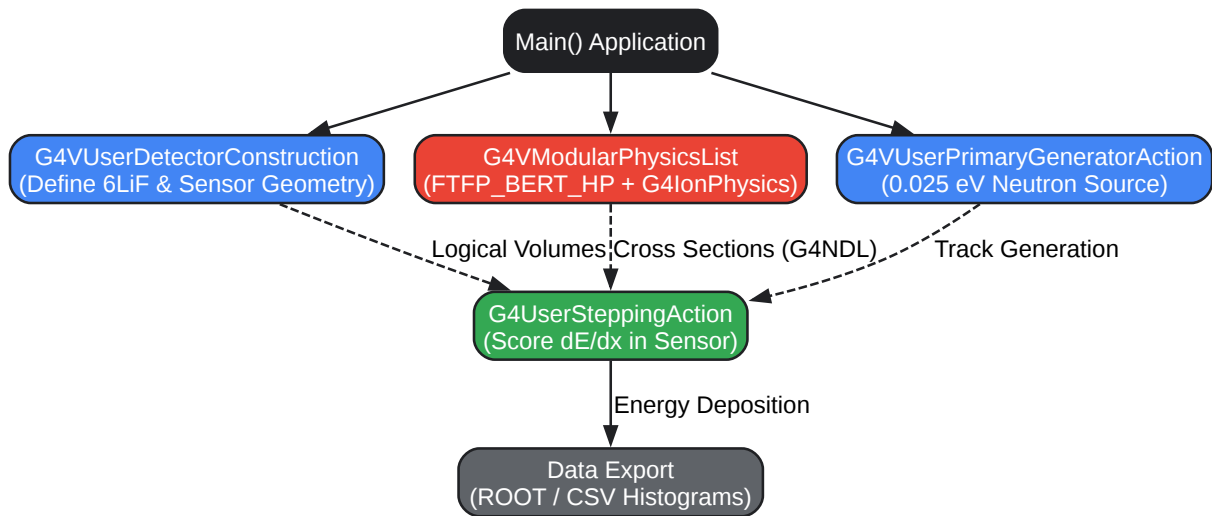 Main() Application
G4VUserDetectorConstruction
(Define 6LiF & Sensor Geometry)
G4VModularPhysicsList
(FTFP_BERT_HP + G4IonPhysics)
G4VUserPrimaryGeneratorAction
(0.025 eV Neutron Source)
Logical Volumes
Cross Sections (G4NDL)
Track Generation
G4UserSteppingAction
(Score dE/dx in Sensor)
Energy Deposition
Data Export
(ROOT / CSV Histograms)